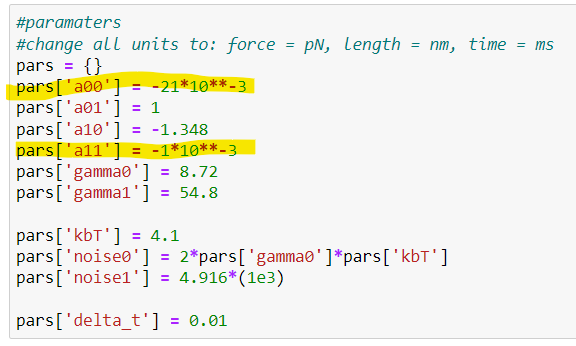 #paramaters
#change all units to: force = pN, length = nm, time = ms
pars = {}
pars['a00'] = -21*10**-3
pars['a01'] = 1
pars['a10'] = -1.348
pars['a11'] = -1*10**-3
pars['gamma0'] = 8.72
pars['gamma1'] = 54.8
pars['kbT'] = 4.1
pars['noise0'] = 2*pars['gamma0']*pars['kbT']
pars['noise1'] = 4.916*(1e3)
pars['delta_t'] = 0.01